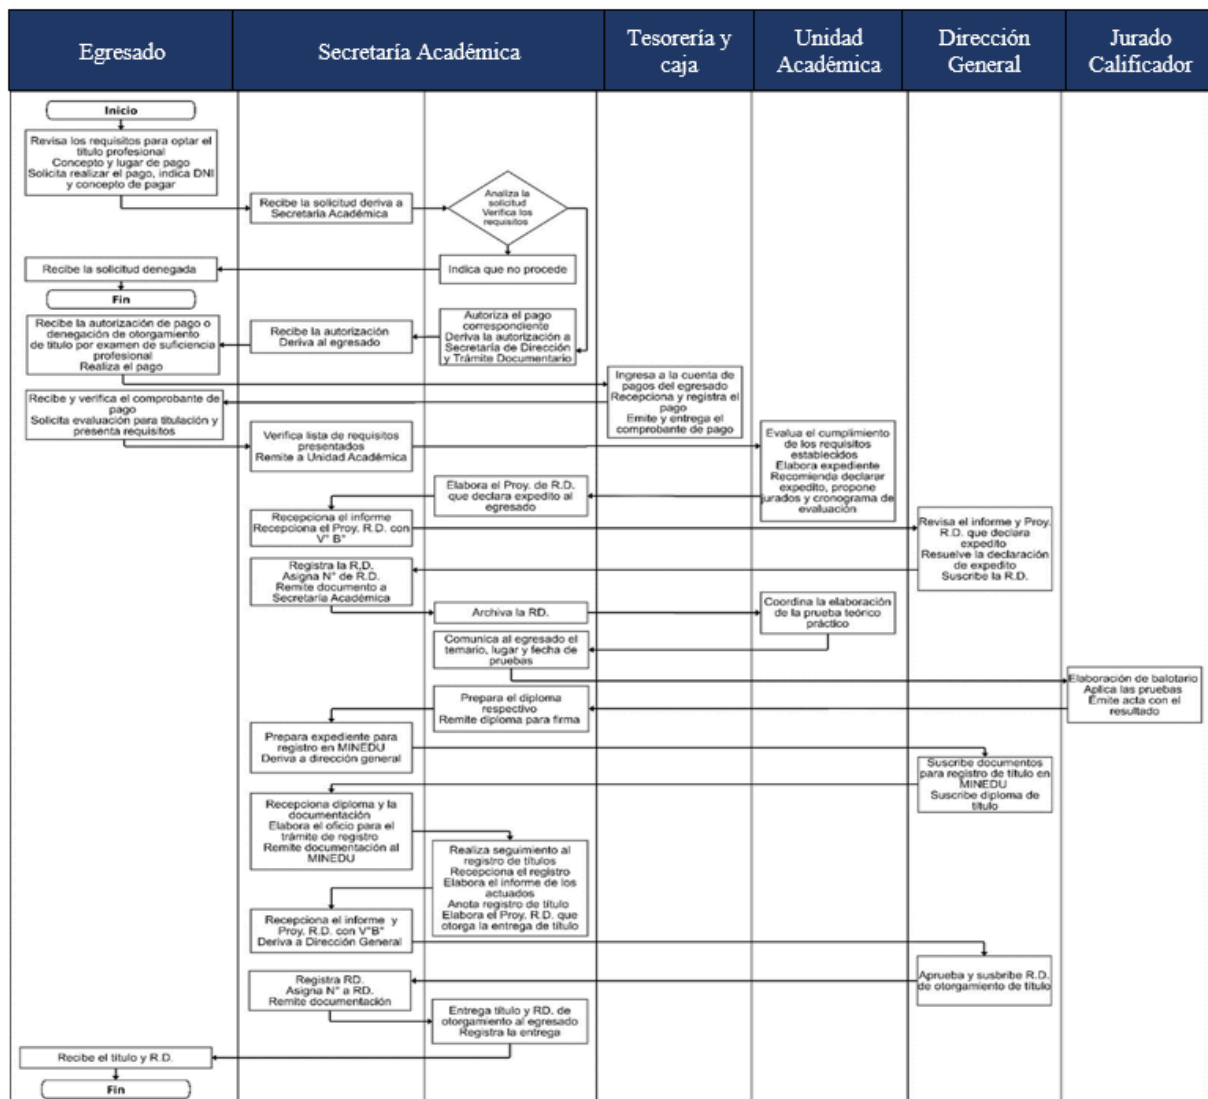 Egresado
Secretaría Académica
Tesorería y
caja
Unidad
Académica
Dirección
General
Jurado
Calificador
Inicio
Revisa los requisitos para optar el
título profesional
Concepto y lugar de pago
Solicita realizar el pago, indica DNI
y concepto de pagar
Recibe la solicitud deriva a
Secretaría Académica
Analiza la
solicitud
Verifica los
requisitos
Recibe la solicitud denegada
Indica que no procede
Fin
Recibe la autorización de pago o
denegación de otorgamiento
de título por examen de suficiencia
profesional
Realiza el pago
Recibe la autorización
Deriva al egresado
Autoriza el pago
correspondiente
Deriva la autorización a
Secretaría de Dirección
y Trámite Documentario
Ingresa a la cuenta de
pagos del egresado
Recepciona y registra el
pago
Emite y entrega el
comprobante de pago
Recibe y verifica el comprobante de
pago
Solicita evaluación para titulación y
presenta requisitos
Verifica lista de requisitos
presentados
Remite a Unidad Académica
Evalua el cumplimiento
de los requisitos
establecidos
Elabora expediente
Recomienda declarar
expedito, propone
jurados y cronograma de
evaluación
Elabora el Proy. de R.D.
que declara expedito al
egresado
Recepciona el informe
Recepciona el Proy. R.D. con
V° B°
Revisa el informe y Proy.
R.D. que declara
expedito
Resuelve la declaración
de expedito
Suscribe la R.D.
Registra la R.D.
Asigna N° de R.D.
Remite documento a
Secretaría Académica
Archiva la RD.
Coordina la elaboración
de la prueba teórico
práctico
Comunica al egresado el
temario, lugar y fecha de
pruebas
Elaboración de balotario
Aplica las pruebas
Emite acta con el
resultado
Prepara el diploma
respectivo
Remite diploma para firma
Prepara expediente para
registro en MINEDU
Deriva a dirección general
Suscribe documentos
para registro de título en
MINEDU
Suscribe diploma de
título
Recepciona diploma y la
documentación
Elabora el oficio para el
trámite de registro
Remite documentación al
MINEDU
Realiza seguimiento al
registro de títulos
Recepciona el registro
Elabora el informe de los
actuados
Anota registro de título
Elabora el Proy. R.D. que
otorga la entrega de título
Recepciona el informe y
Proy. R.D. con V°B°
Deriva a Dirección General
Aprueba y susbribe R.D.
de otorgamiento de título
Registra RD.
Asigna N° a RD.
Remite documentación
Entrega título y RD. de
otorgamiento al egresado
Registra la entrega
Recibe el título y R.D.
Fin